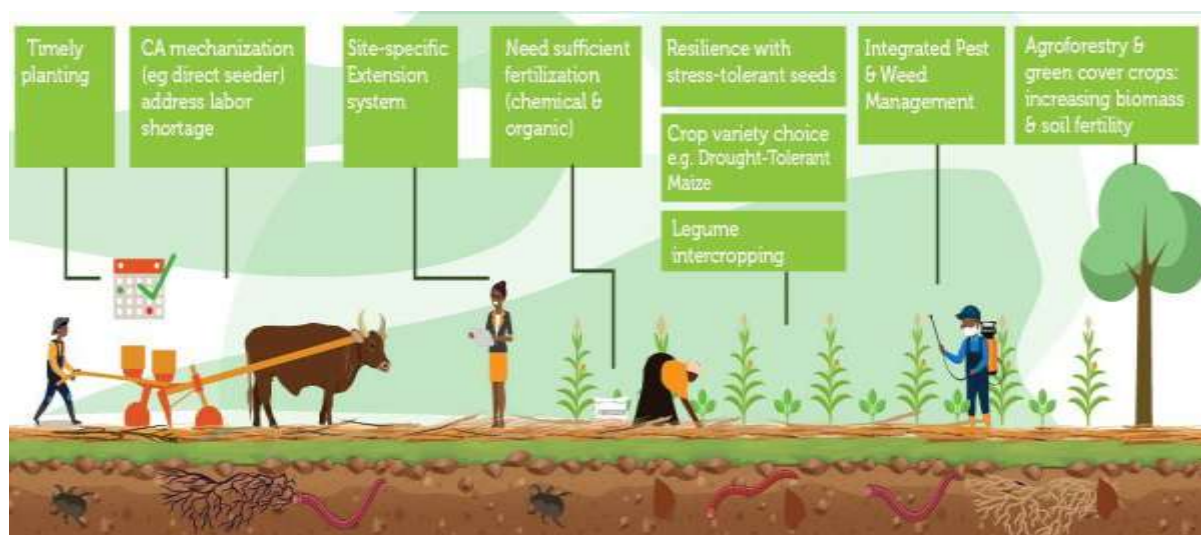 Timely
planting
CA mechanization
(eg direct seeder)
address labor
shortage
Site-specific
Extension
system
Need sufficient
fertilization
(chemical &
organic)
Resilience with
stress-tolerant seeds
Crop variety choice
e.g. Drought-Tolerant
Maize
Legume
intercropping
Integrated Pest
& Weed
Management
Agroforestry &
green cover crops:
increasing biomass
& soil fertility